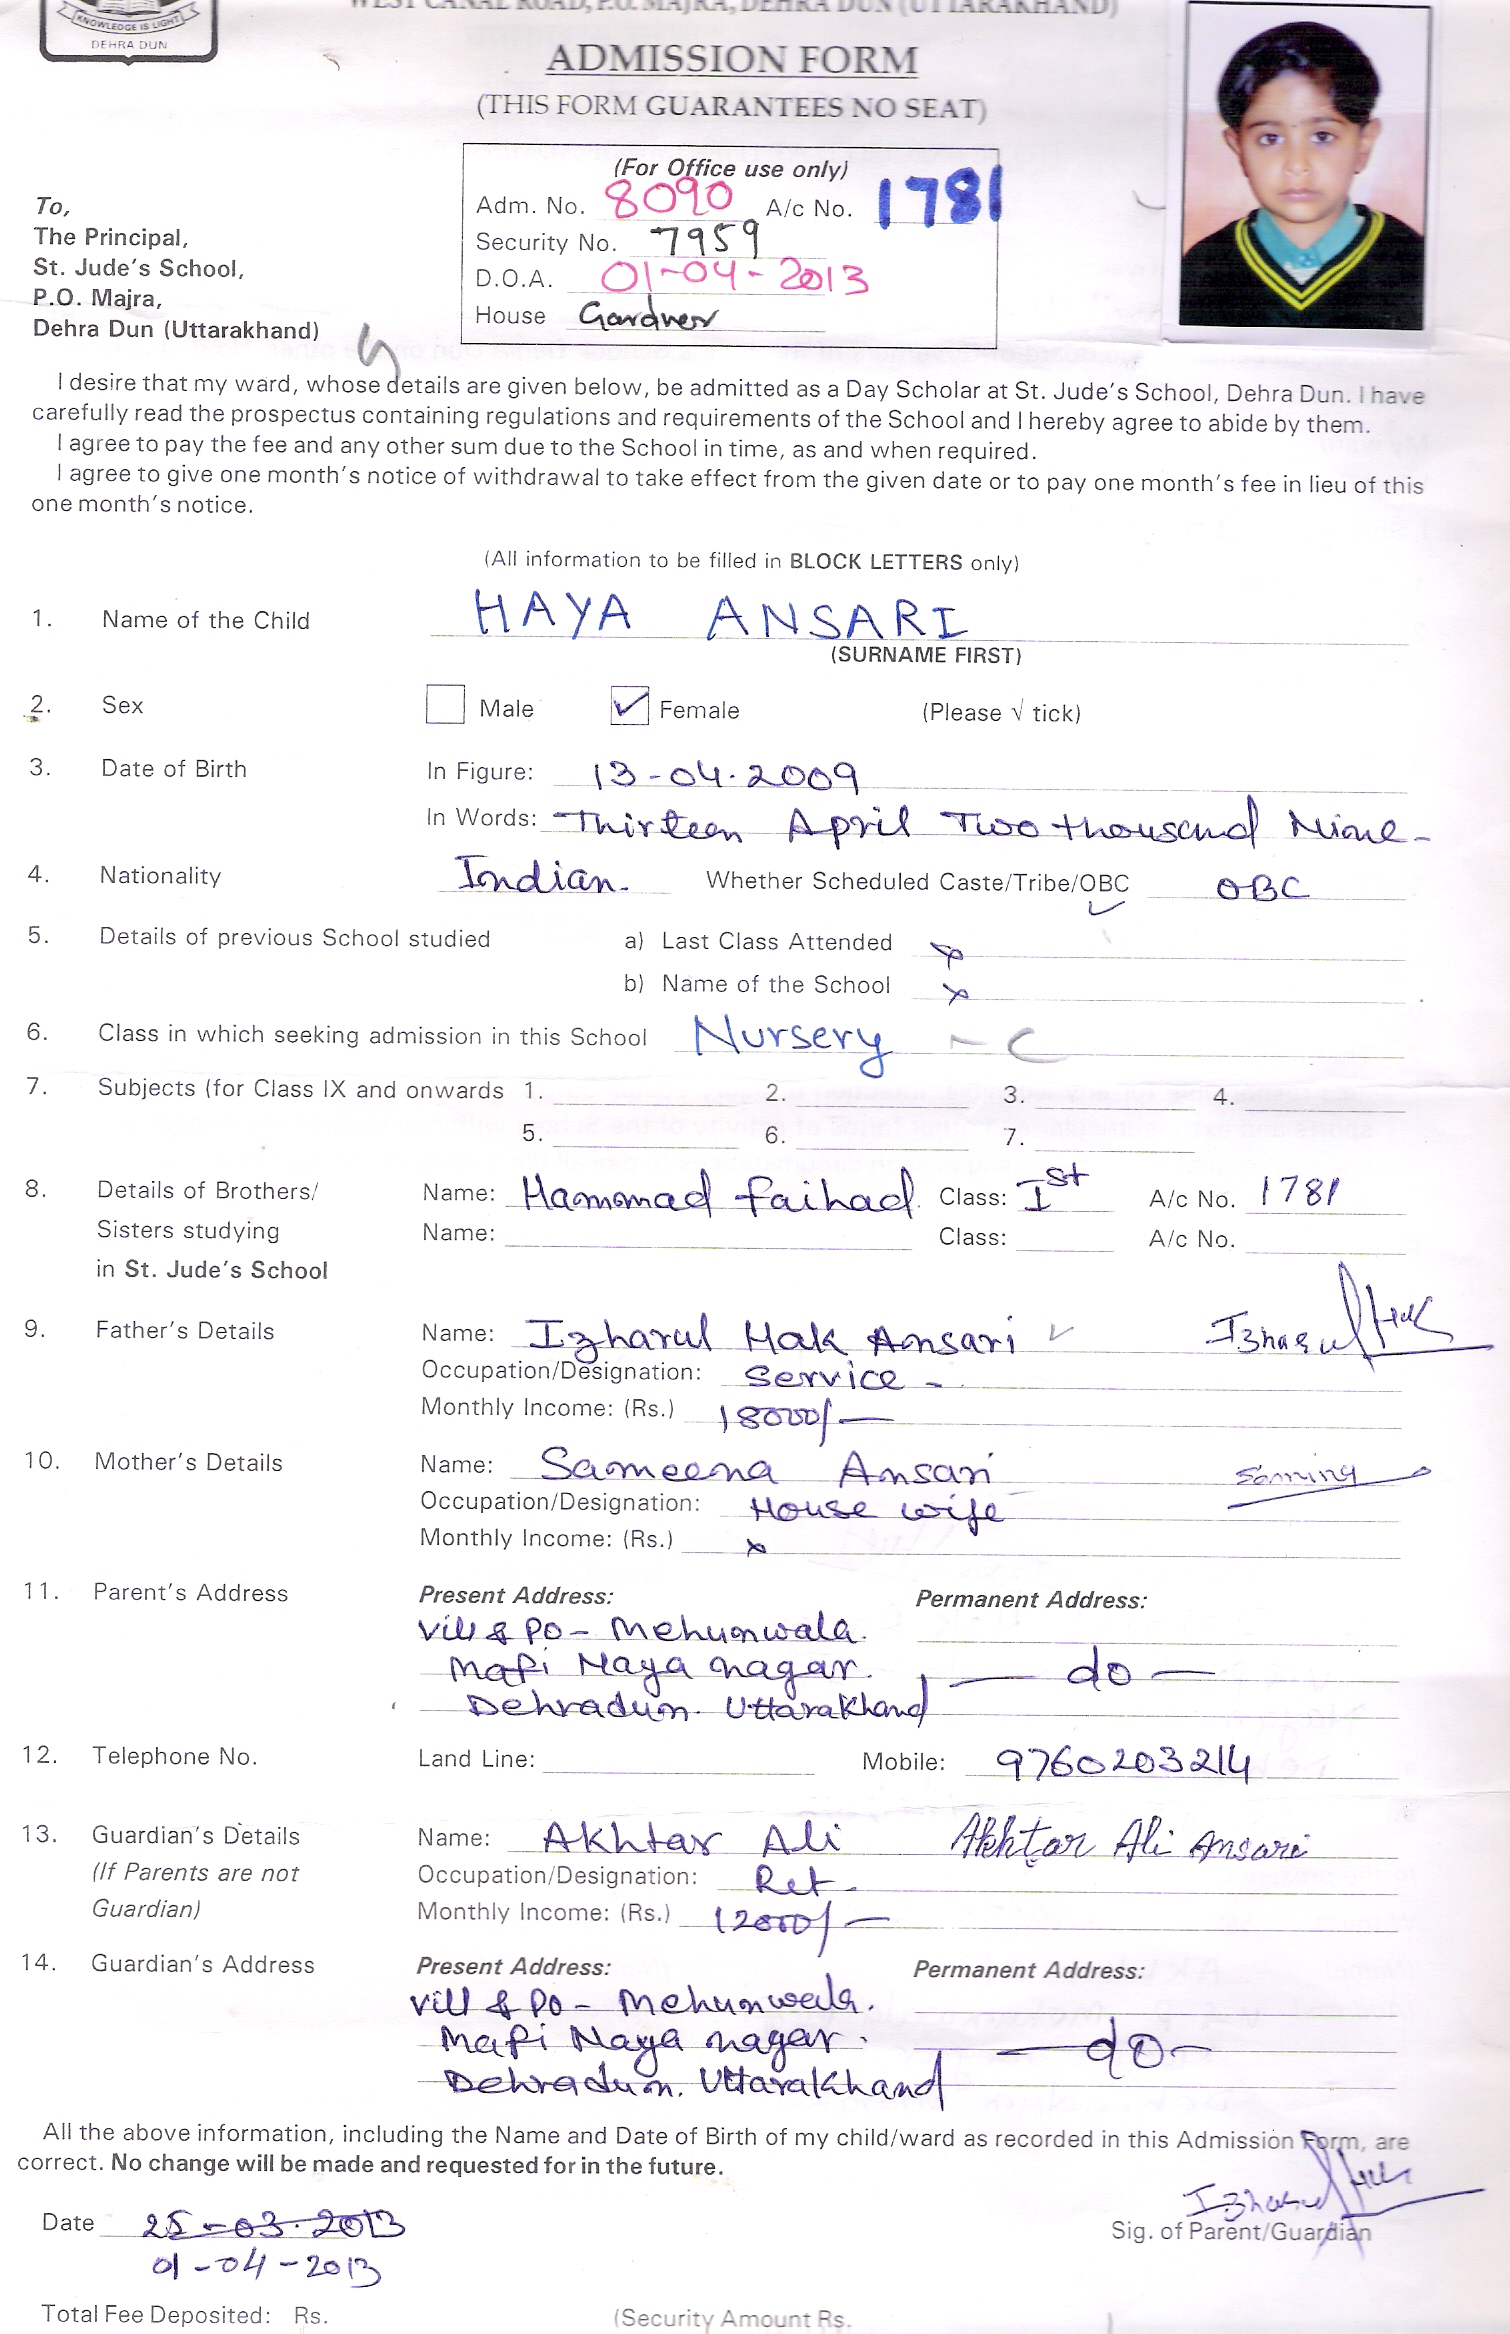 KNOWLEDGE IS LIGHT
DEHRA DUN
WEST CANAL ROAD, P.O. MAJRA, DEHRA DUN (UTTARAKHAND)
ADMISSION FORM
(THIS FORM GUARANTEES NO SEAT)
(For Office use only)
Adm. No. 8090 A/c No. 1781
Security No. 7959
D.O.A. 01-04-2013
House Gardner
To,
The Principal,
St. Jude's School,
P.O. Majra,
Dehra Dun (Uttarakhand)
I desire that my ward, whose details are given below, be admitted as a Day Scholar at St. Jude's School, Dehra Dun. I have
carefully read the prospectus containing regulations and requirements of the School and I hereby agree to abide by them.
I agree to pay the fee and any other sum due to the School in time, as and when required.
I agree to give one month's notice of withdrawal to take effect from the given date or to pay one month's fee in lieu of this
one month's notice.
(All information to be filled in BLOCK LETTERS only)
1. Name of the Child HAYA ANSARI
(SURNAME FIRST)
2. Sex Male ✓ Female (Please √ tick)
3. Date of Birth In Figure: 13-04.2009
In Words: Thirteen April Two thousand Nine-
4. Nationality Indian. Whether Scheduled Caste/Tribe/OBC OBC
5. Details of previous School studied a) Last Class Attended x
b) Name of the School x
6. Class in which seeking admission in this School Nursery - C
7. Subjects (for Class IX and onwards 1. 2. 3. 4.
5. 6. 7.
8. Details of Brothers/ Name: Hammad faihad Class: Ist A/c No. 1781
Sisters studying Name: Class: A/c No.
in St. Jude's School
9. Father's Details Name: Izharul Hak Ansari Izharul Hak
Occupation/Designation: Service -
Monthly Income: (Rs.) 18000/-
10. Mother's Details Name: Sameena Ansari
Occupation/Designation: House wife
Monthly Income: (Rs.) x
11. Parent's Address Present Address: Permanent Address:
Vill & PO- Mehunwala.
Mafi Naya nagar. - do -
Dehradun. Uttarakhand
12. Telephone No. Land Line: Mobile: 9760203214
13. Guardian's Details Name: Akhtar Ali Akhtar Ali Ansari
(If Parents are not Occupation/Designation: Ret.
Guardian) Monthly Income: (Rs.) 12000/-
14. Guardian's Address Present Address: Permanent Address:
Vill & PO- Mehunwala.
Mafi Naya nagar. - do -
Dehradun. Uttarakhand
All the above information, including the Name and Date of Birth of my child/ward as recorded in this Admission Form, are
correct. No change will be made and requested for in the future.
Izharul Hak
Date 25-03-2013 Sig. of Parent/Guardian
01-04-2013
Total Fee Deposited: Rs. (Security Amount Rs.